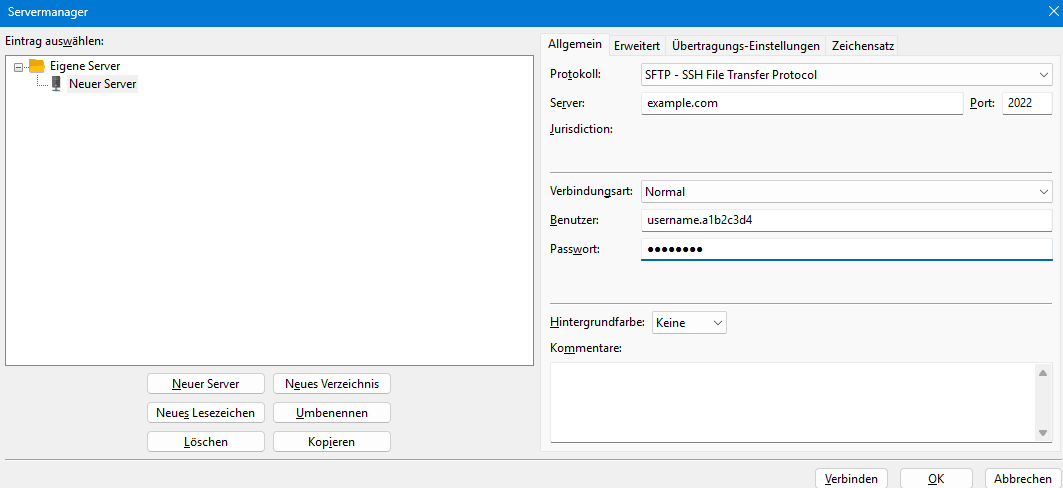 Servermanager
Eintrag auswählen:
Eigene Server
Neuer Server
Neuer Server
Neues Verzeichnis
Neues Lesezeichen
Umbenennen
Löschen
Kopieren
Allgemein
Erweitert
Übertragungs-Einstellungen
Zeichensatz
Protokoll: SFTP - SSH File Transfer Protocol
Server: example.com Port: 2022
Jurisdiction:
Verbindungsart: Normal
Benutzer: username.a1b2c3d4
Passwort: ●●●●●●●●
Hintergrundfarbe: Keine
Kommentare:
Verbinden
OK
Abbrechen